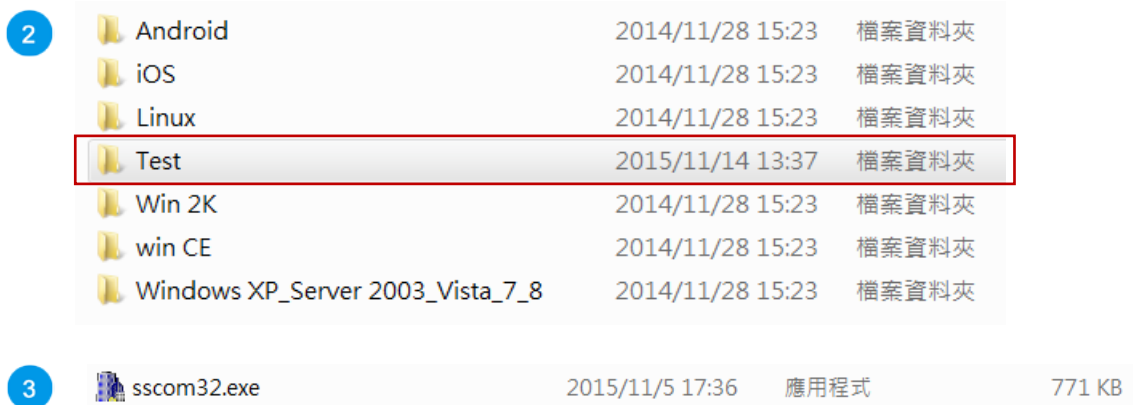 2 Android 2014/11/28 15:23 檔案資料夾
iOS 2014/11/28 15:23 檔案資料夾
Linux 2014/11/28 15:23 檔案資料夾
Test 2015/11/14 13:37 檔案資料夾
Win 2K 2014/11/28 15:23 檔案資料夾
win CE 2014/11/28 15:23 檔案資料夾
Windows XP_Server 2003_Vista_7_8 2014/11/28 15:23 檔案資料夾
3 sscom32.exe 2015/11/5 17:36 應用程式 771 KB